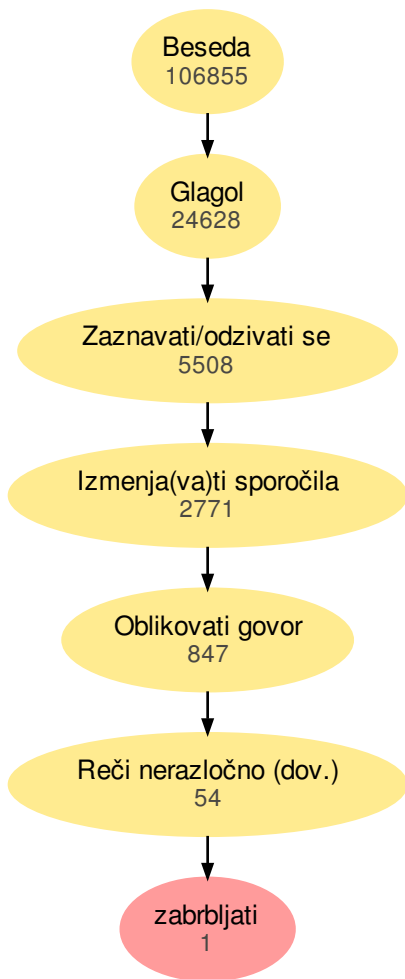 Beseda
106855
Glagol
24628
Zaznavati/odzivati se
5508
Izmenja(va)ti sporočila
2771
Oblikovati govor
847
Reči nerazločno (dov.)
54
zabrbljati
1